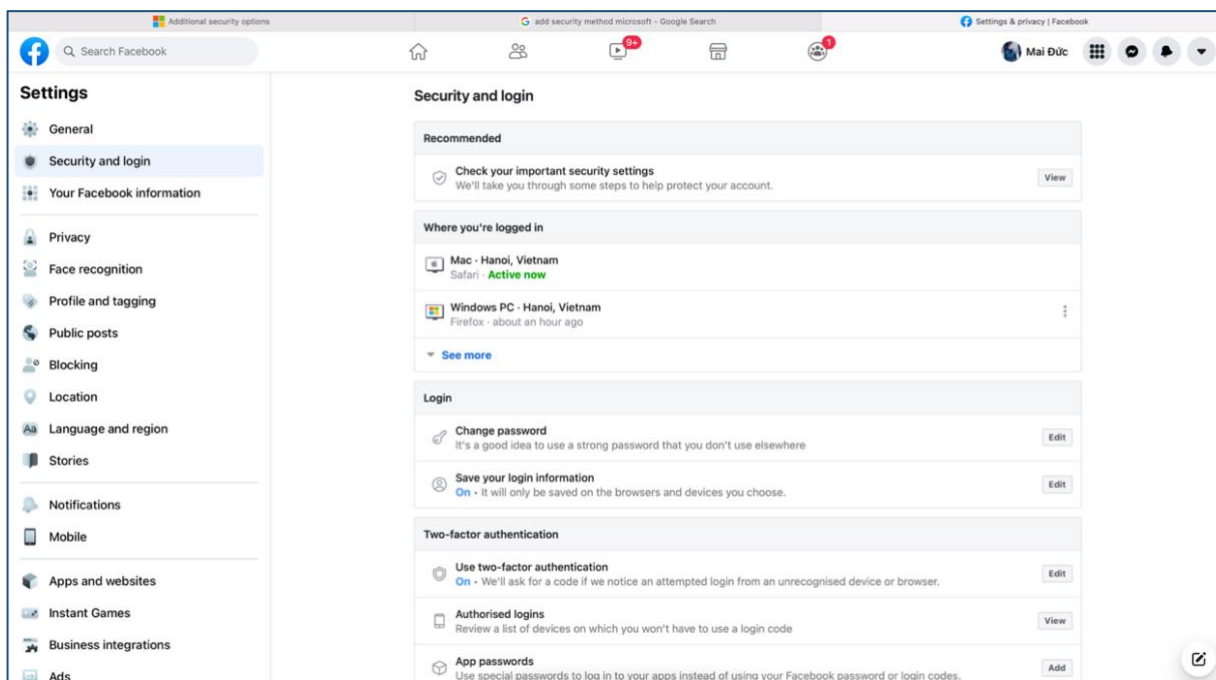 Additional security options
add security method microsoft - Google Search
Settings & privacy | Facebook
Search Facebook
9+
1
Mai Đức
Settings
General
Security and login
Your Facebook information
Privacy
Face recognition
Profile and tagging
Public posts
Blocking
Location
Aa Language and region
Stories
Notifications
Mobile
Apps and websites
Instant Games
Business integrations
Ads
Security and login
Recommended
Check your important security settings
We'll take you through some steps to help protect your account.
View
Where you're logged in
Mac · Hanoi, Vietnam
Safari · Active now
Windows PC · Hanoi, Vietnam
Firefox · about an hour ago
See more
Login
Change password
It's a good idea to use a strong password that you don't use elsewhere
Edit
Save your login information
On • It will only be saved on the browsers and devices you choose.
Edit
Two-factor authentication
Use two-factor authentication
On • We'll ask for a code if we notice an attempted login from an unrecognised device or browser.
Edit
Authorised logins
Review a list of devices on which you won't have to use a login code
View
App passwords
Use special passwords to log in to your apps instead of using your Facebook password or login codes.
Add